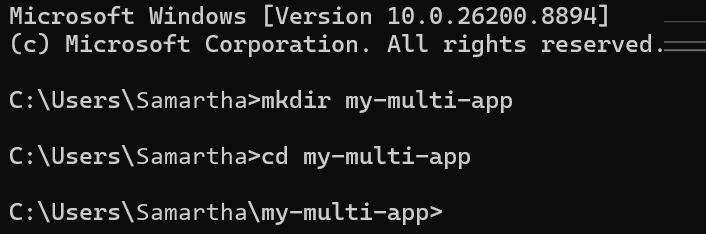 Microsoft Windows [Version 10.0.26200.8894]
(c) Microsoft Corporation. All rights reserved.
C:\Users\Samartha>mkdir my-multi-app
C:\Users\Samartha>cd my-multi-app
C:\Users\Samartha\my-multi-app>